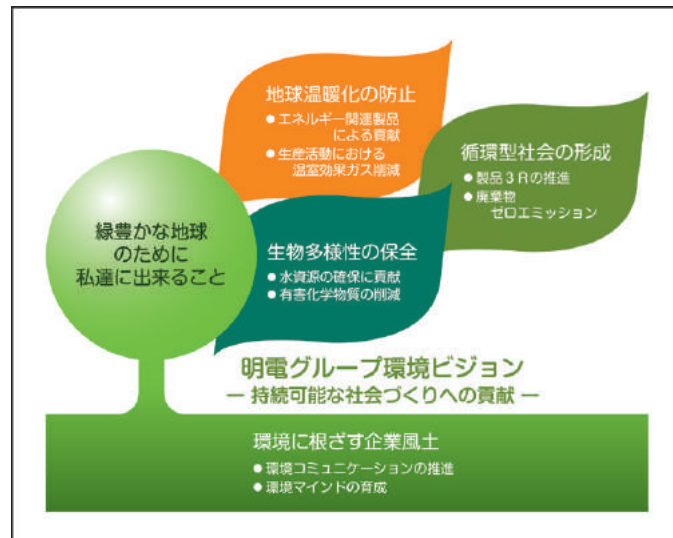 地球温暖化の防止
● エネルギー関連製品
による貢献
● 生産活動における
温室効果ガス削減
循環型社会の形成
● 製品3Rの推進
● 廃棄物
ゼロエミッション
緑豊かな地球
のために
私達に出来ること
生物多様性の保全
● 水資源の確保に貢献
● 有害化学物質の削減
明電グループ環境ビジョン
― 持続可能な社会づくりへの貢献 ―
環境に根ざす企業風土
● 環境コミュニケーションの推進
● 環境マインドの育成